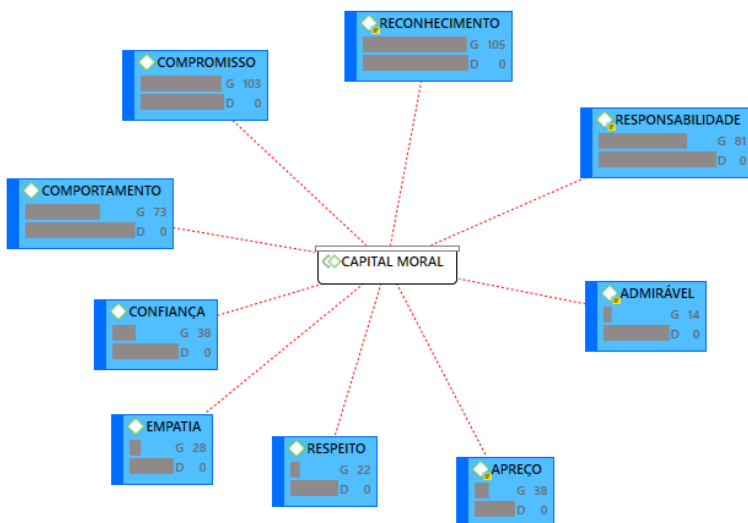 RECONHECIMENTO
G 105
D 0
COMPROMISSO
G 103
D 0
RESPONSABILIDADE
G 81
D 0
COMPORTAMENTO
G 73
D 0
CAPITAL MORAL
ADMIRÁVEL
G 14
D 0
CONFIANÇA
G 38
D 0
EMPATIA
G 28
D 0
RESPEITO
G 22
D 0
APREÇO
G 38
D 0